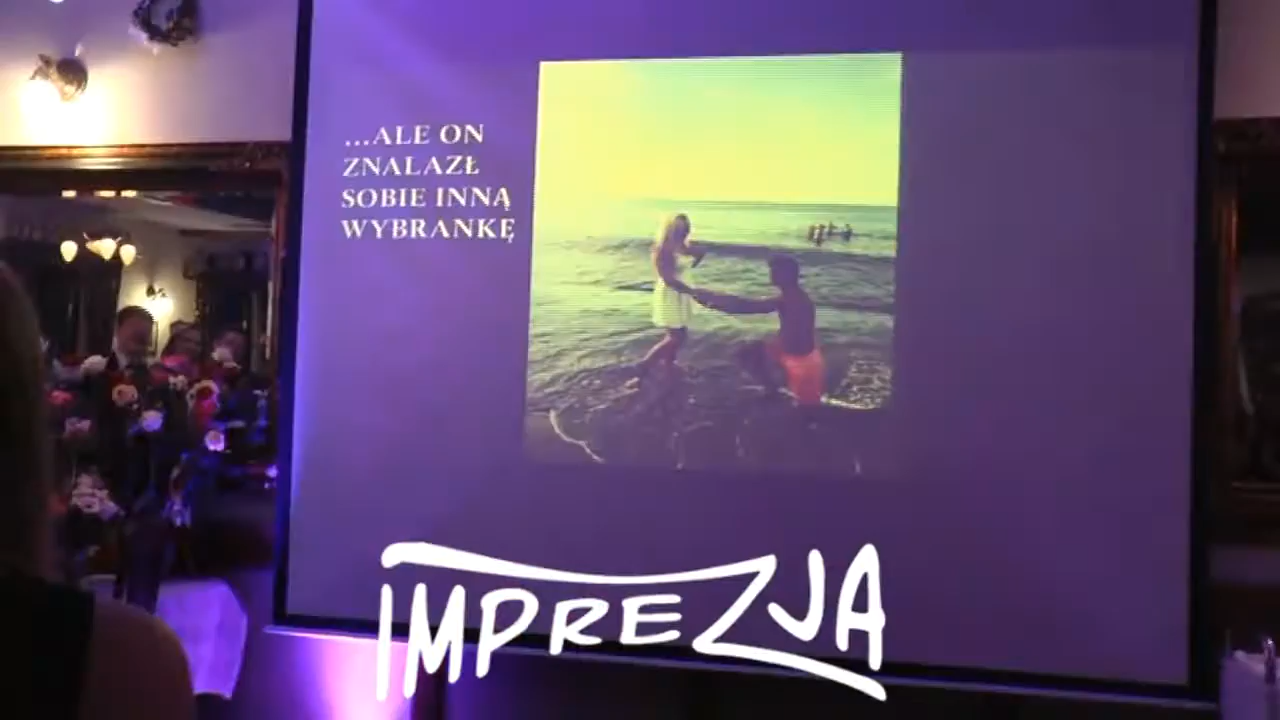 ...ALE ON
ZNALAZŁ
SOBIE INNĄ
WYBRANKĘ
IMPREZJA